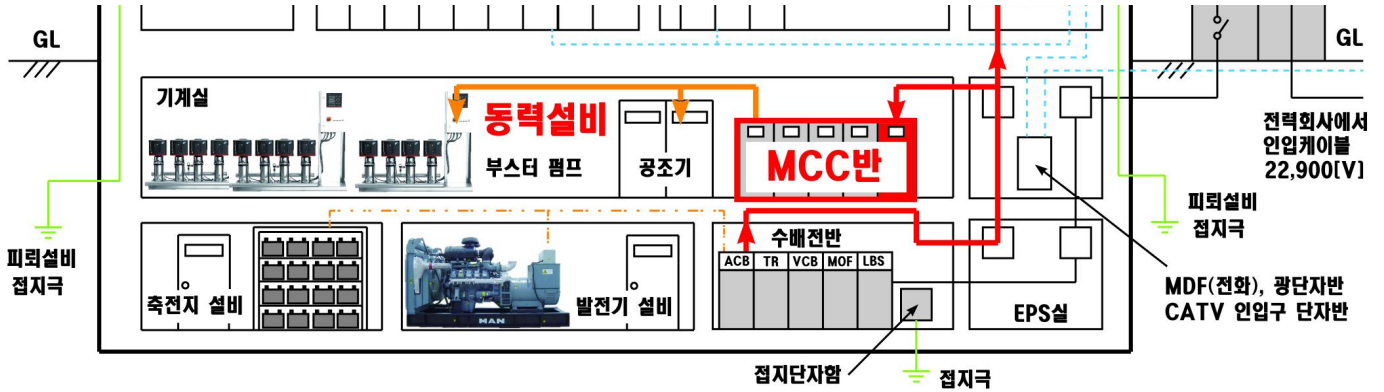 GL
GL
기계실
동력설비
부스터 펌프
공조기
MCC반
전력회사에서
인입케이블
22,900[V]
피뢰설비
접지극
피뢰설비
접지극
수배전반
ACB TR VCB MOF LBS
축전지 설비
MAN
발전기 설비
EPS실
MDF(전화), 광단자반
CATV 인입구 단자반
접지단자함
접지극